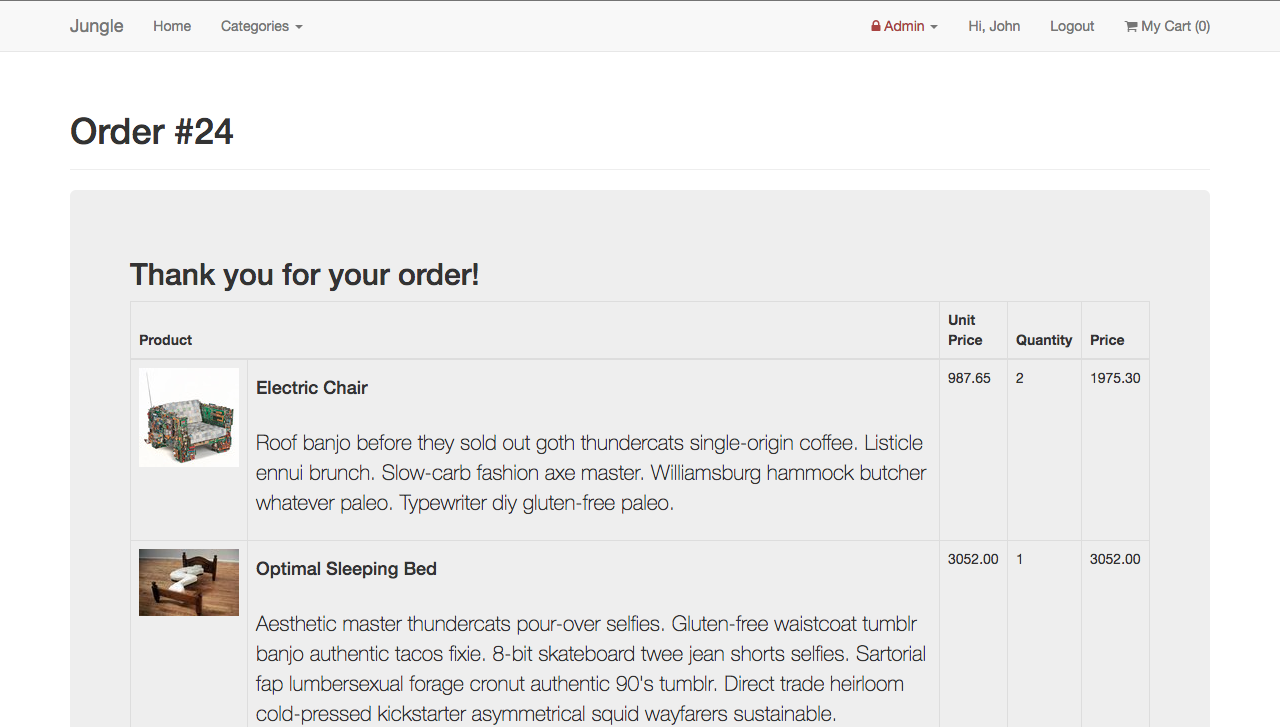 Jungle Home Categories Admin Hi, John Logout My Cart (0)
Order #24
Thank you for your order!
Product Unit Price Quantity Price
Electric Chair 987.65 2 1975.30
Roof banjo before they sold out goth thundercats single-origin coffee. Listicle
ennui brunch. Slow-carb fashion axe master. Williamsburg hammock butcher
whatever paleo. Typewriter diy gluten-free paleo.
Optimal Sleeping Bed 3052.00 1 3052.00
Aesthetic master thundercats pour-over selfies. Gluten-free waistcoat tumblr
banjo authentic tacos fixie. 8-bit skateboard twee jean shorts selfies. Sartorial
fap lumbersexual forage cronut authentic 90's tumblr. Direct trade heirloom
cold-pressed kickstarter asymmetrical squid wayfarers sustainable.